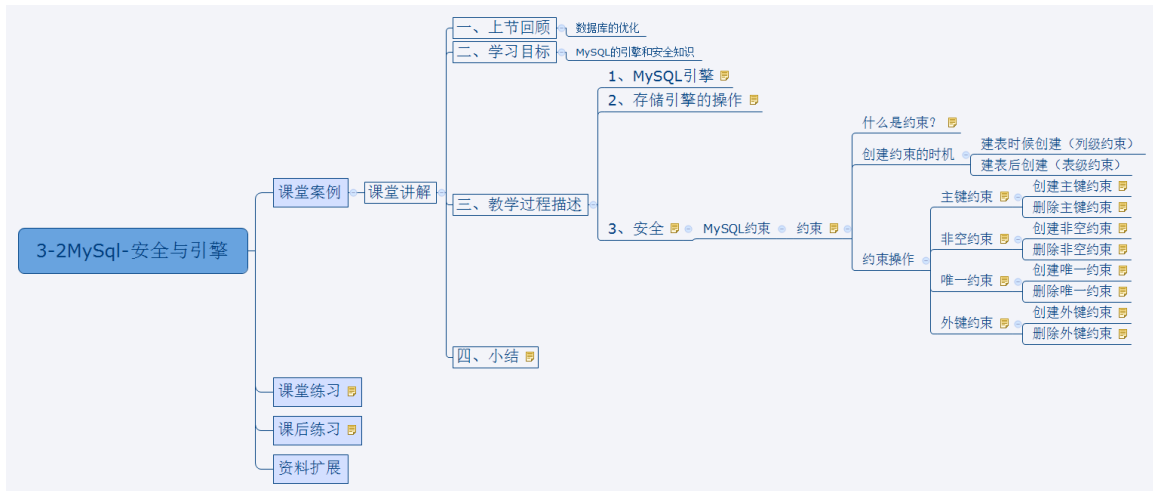 3-2MySql-安全与引擎
课堂案例
课堂讲解
一、上节回顾
数据库的优化
二、学习目标
MySQL的引擎和安全知识
三、教学过程描述
1、MySQL引擎
2、存储引擎的操作
3、安全
MySQL约束
约束
什么是约束？
创建约束的时机
建表时候创建（列级约束）
建表后创建（表级约束）
约束操作
主键约束
创建主键约束
删除主键约束
非空约束
创建非空约束
删除非空约束
唯一约束
创建唯一约束
删除唯一约束
外键约束
创建外键约束
删除外键约束
四、小结
课堂练习
课后练习
资料扩展